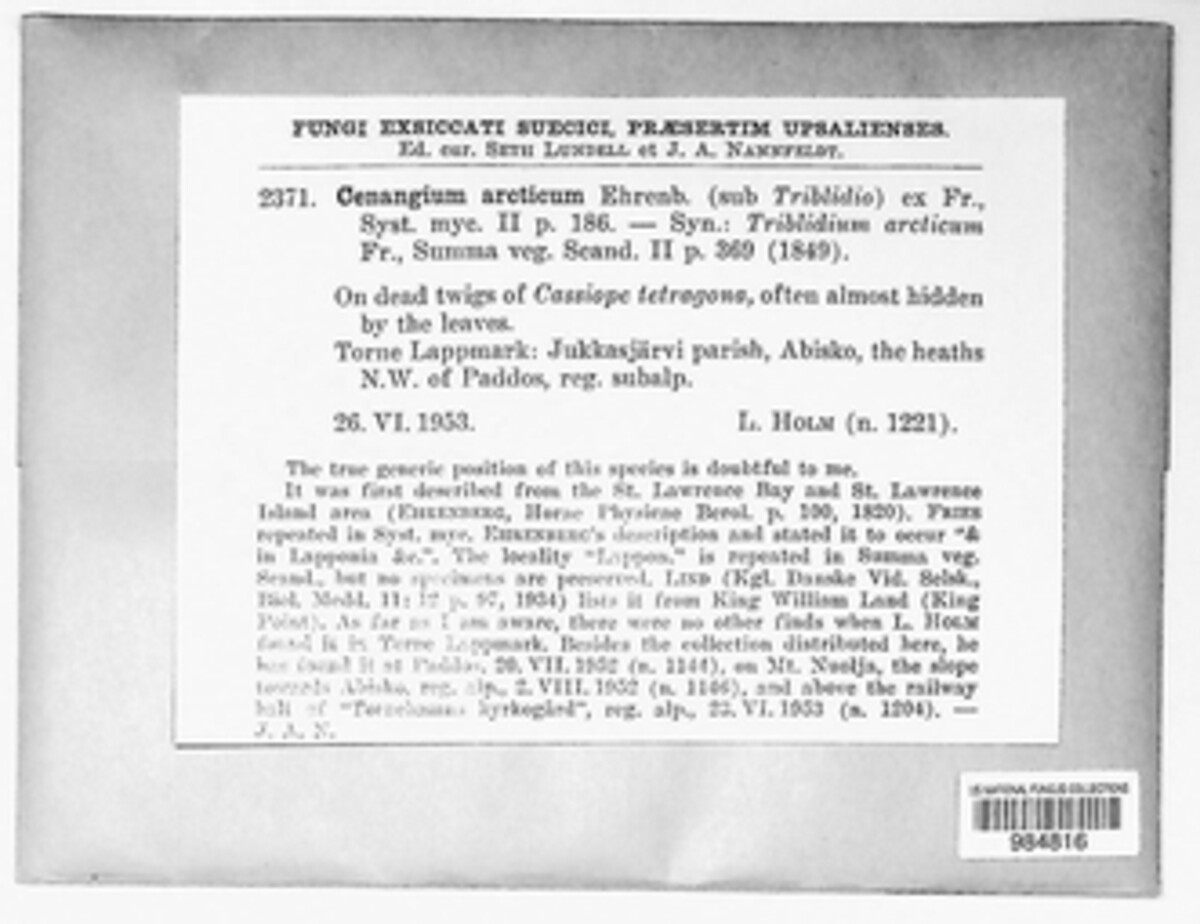 FUNGI EXSICCATI SUECICI, PRÆSERTIM UPSALIENSES.
Ed. cur. SETH LUNDELL et J. A. NANNFELDT.
2371. Cenangium arcticum Ehrenb. (sub Triblidio) ex Fr.,
Syst. myc. II p. 186. — Syn.: Triblidium arcticum
Fr., Summa veg. Scand. II p. 369 (1849).
On dead twigs of Cassiope tetragona, often almost hidden
by the leaves.
Torne Lappmark: Jukkasjärvi parish, Abisko, the heaths
N.W. of Paddos, reg. subalp.
26. VI. 1953. L. HOLM (n. 1221).
The true generic position of this species is doubtful to me.
It was first described from the St. Lawrence Bay and St. Lawrence
Island area (EHRENBERG, Horae Physicae Berol. p. 100, 1820). FRIES
repeated in Syst. myc. EHRENBERG's description and stated it to occur "&
in Lapponia &c.". The locality "Lappon." is repeated in Summa veg.
Scand., but no specimens are preserved. LIND (Kgl. Danske Vid. Selsk.,
Biol. Medd. 11: p. 97, 1934) lists it from King William Land (King
Point). As far as I am aware, there were no other finds when L. HOLM
found it in Torne Lappmark. Besides the collection distributed here, he
has found it at Paddos, 20. VII. 1952 (n. 1144), on Mt. Nuolja, the slope
towards Abisko, reg. alp., 2. VIII. 1952 (n. 1146), and above the railway
halt of "Tornehamns kyrkogård", reg. alp., 23. VI. 1953 (n. 1204). —
J. A. N.
US NATIONAL FUNGUS COLLECTIONS
984816